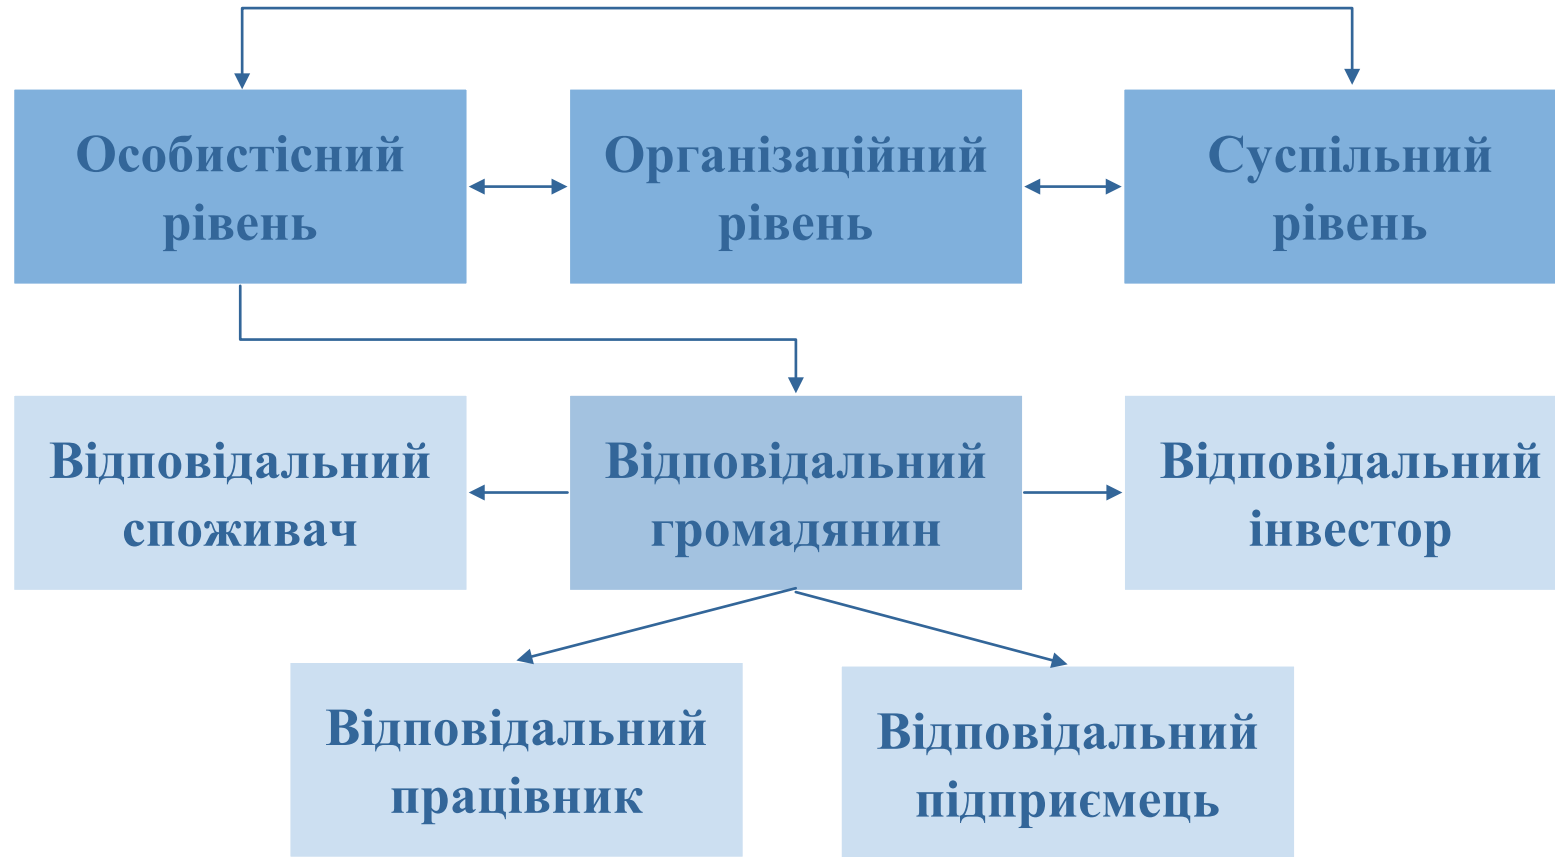 Особистісний
рівень
Організаційний
рівень
Суспільний
рівень
Відповідальний
споживач
Відповідальний
громадянин
Відповідальний
інвестор
Відповідальний
працівник
Відповідальний
підприємець